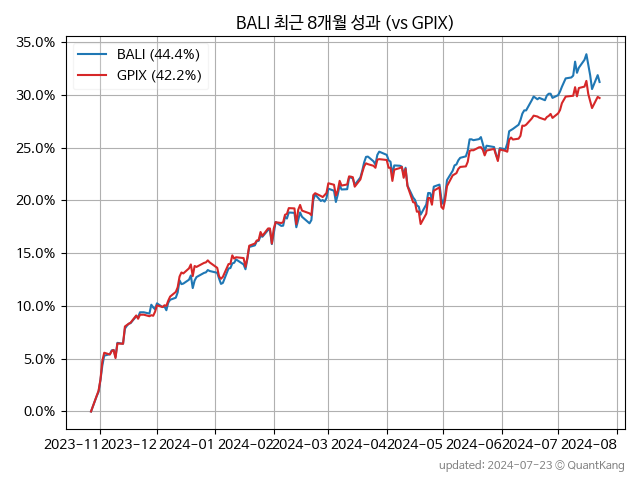 BALI 최근 8개월 성과 (vs GPIX)
35.0%
30.0%
25.0%
20.0%
15.0%
10.0%
5.0%
0.0%
BALI (44.4%)
GPIX (42.2%)
2023-11 2023-12 2024-01 2024-02 2024-03 2024-04 2024-05 2024-06 2024-07 2024-08
updated: 2024-07-23 © QuantKang